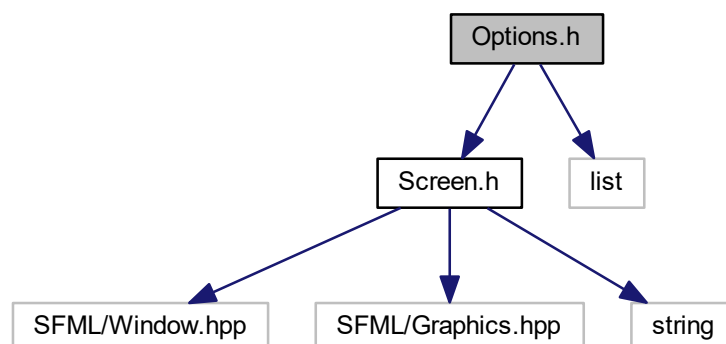 Options.h
Screen.h
list
SFML/Window.hpp
SFML/Graphics.hpp
string